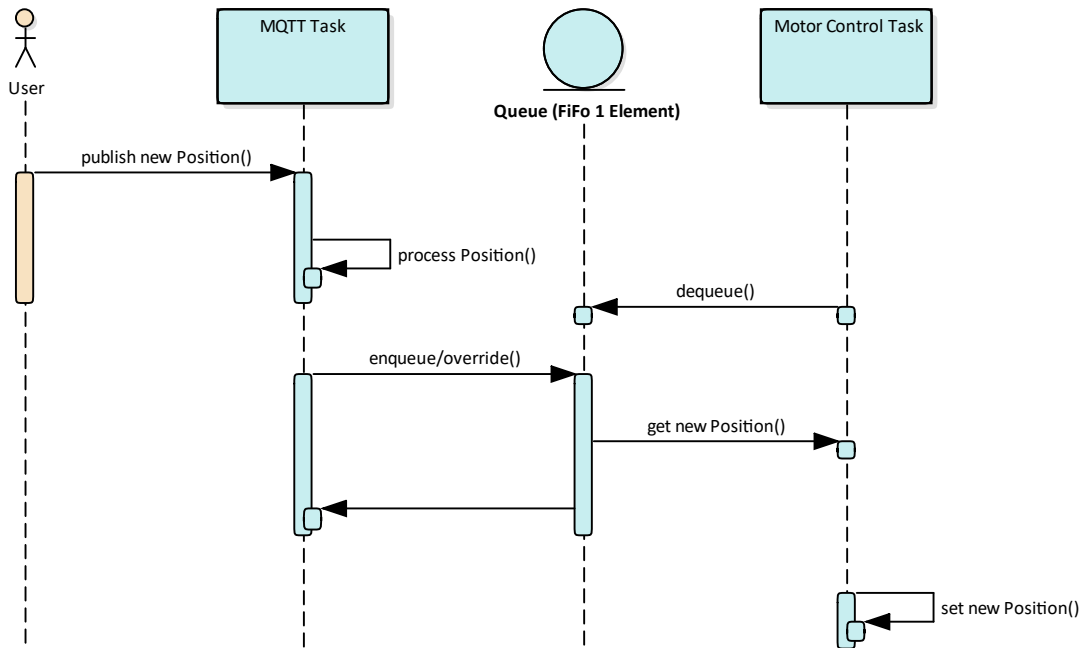 MQTT Task
Motor Control Task
User
Queue (FiFo 1 Element)
publish new Position()
process Position()
dequeue()
enqueue/override()
get new Position()
set new Position()